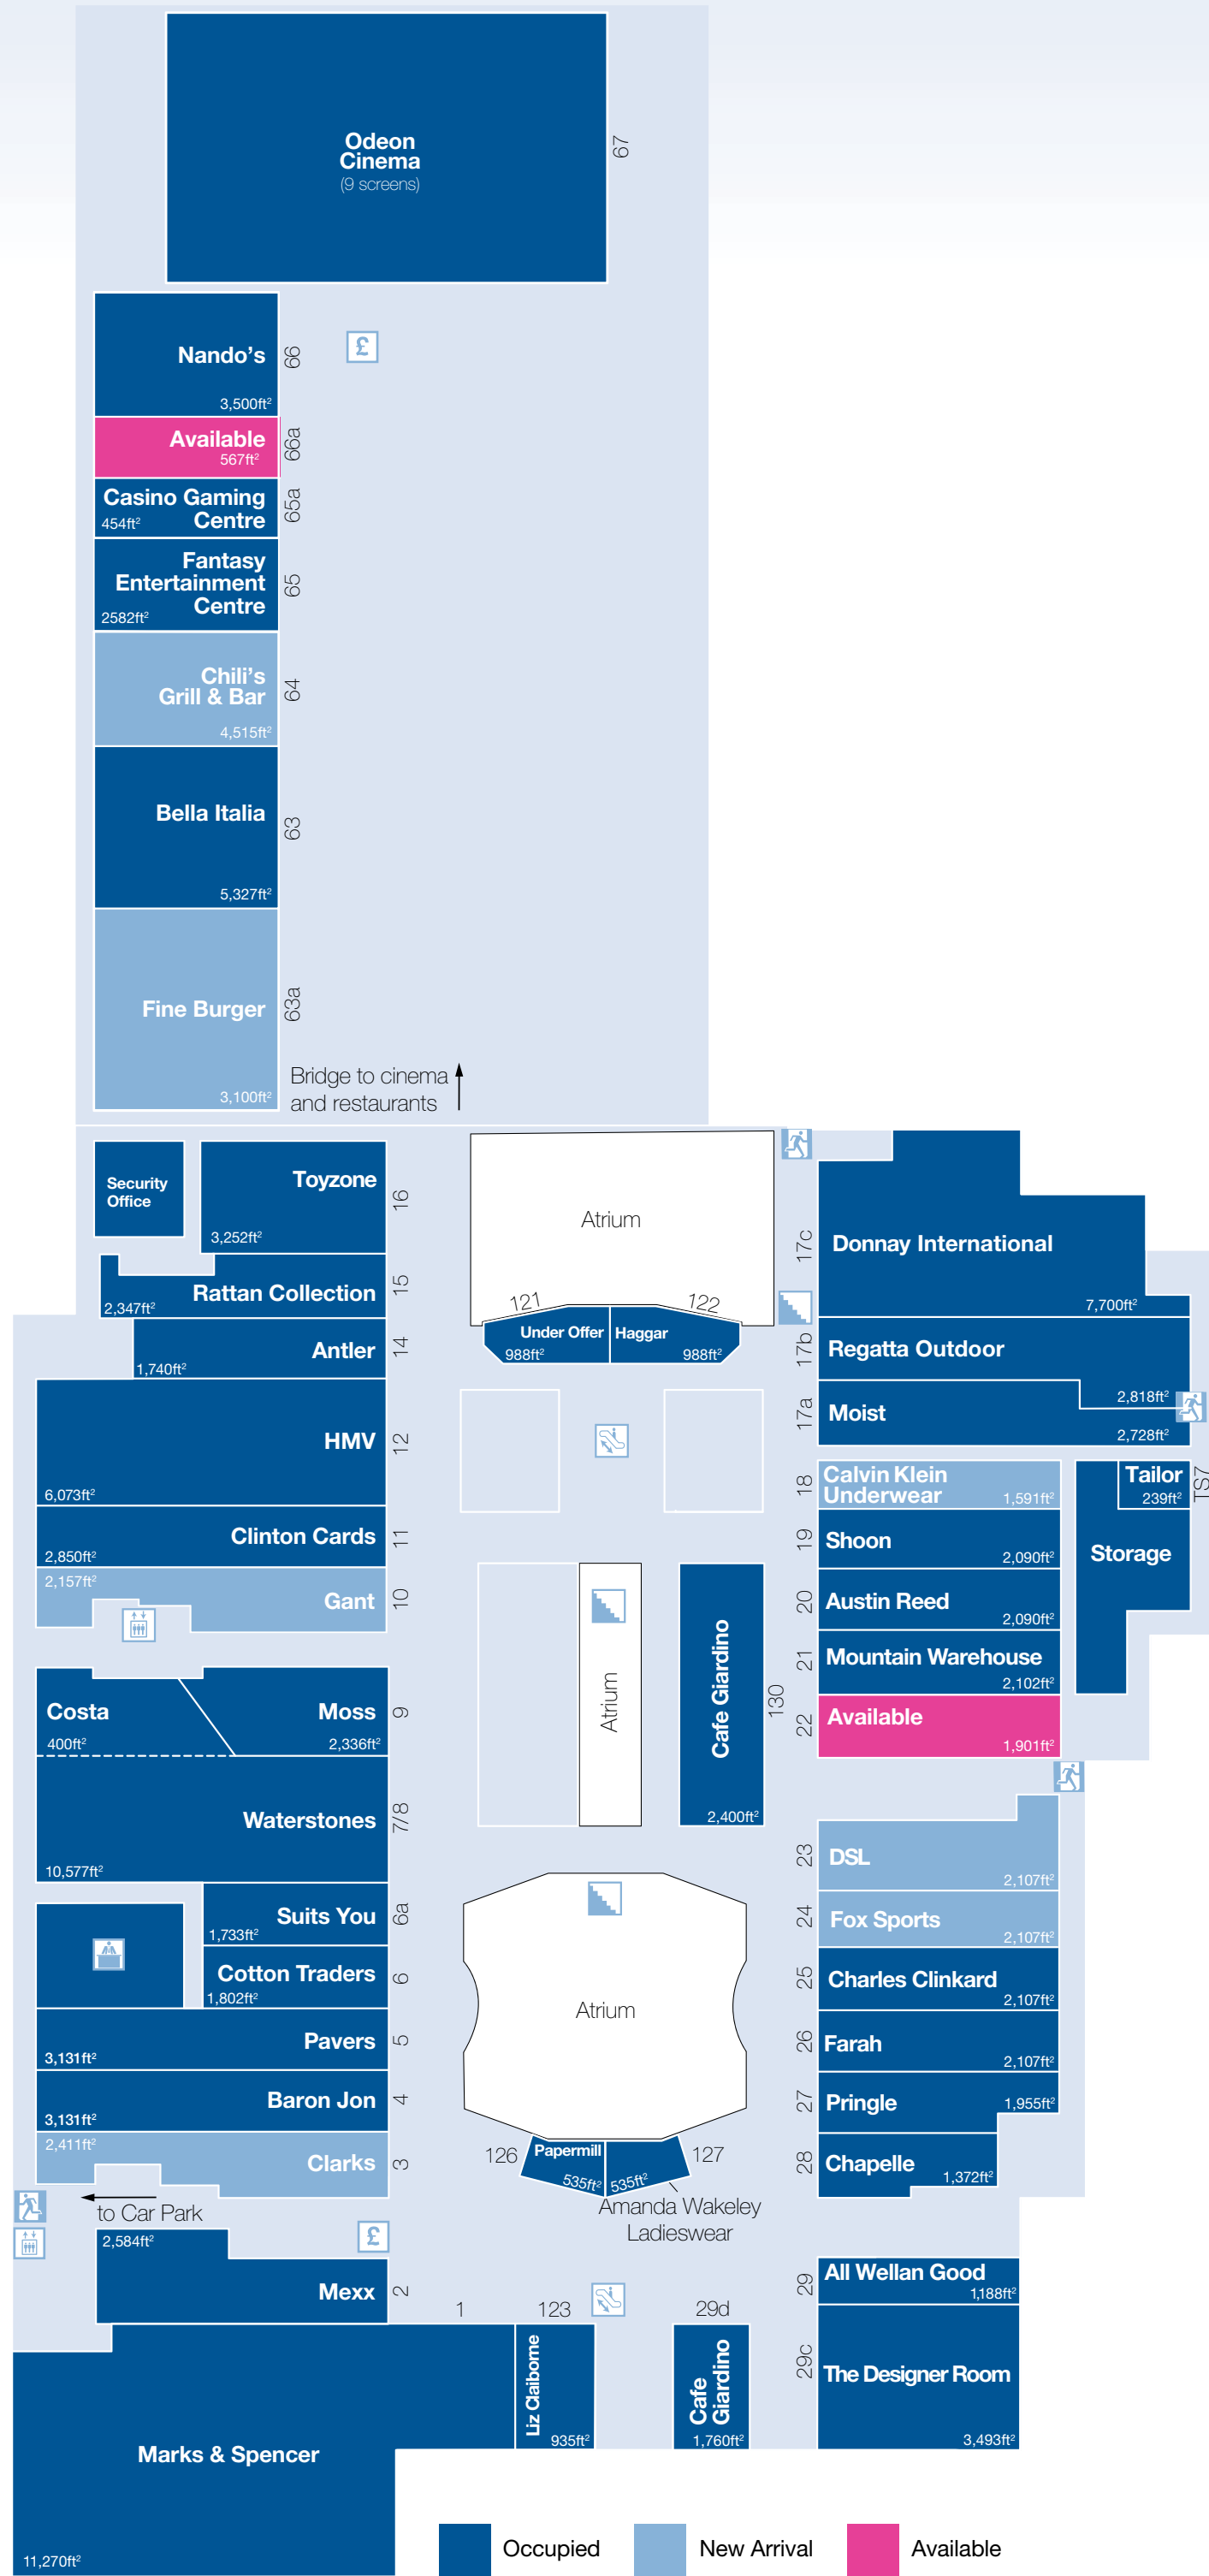 Odeon
Cinema
(9 screens)
67
Nando's
66
3,500ft²
£
Available
567ft²
66a
Casino Gaming
Centre
454ft²
65a
Fantasy
Entertainment
Centre
2582ft²
65
Chili's
Grill & Bar
4,515ft²
64
Bella Italia
5,327ft²
63
Fine Burger
3,100ft²
63a
Bridge to cinema
and restaurants
Security
Office
Toyzone
3,252ft²
16
Rattan Collection
2,347ft²
15
Antler
1,740ft²
14
HMV
6,073ft²
12
Clinton Cards
2,850ft²
11
2,157ft²
Gant
10
Costa
400ft²
Moss
2,336ft²
9
Waterstones
10,577ft²
7/8
Suits You
1,733ft²
6a
Cotton Traders
1,802ft²
6
Pavers
3,131ft²
5
Baron Jon
3,131ft²
4
2,411ft²
Clarks
3
to Car Park
2,584ft²
£
Mexx
2
Marks & Spencer
11,270ft²
1
Atrium
121
122
Under Offer
988ft²
Haggar
988ft²
Atrium
Cafe Giardino
2,400ft²
130
Atrium
126
Papermill
535ft²
535ft²
127
Amanda Wakeley
Ladieswear
123
Liz Claiborne
935ft²
29d
Cafe
Giardino
1,760ft²
17c
Donnay International
7,700ft²
17b
Regatta Outdoor
2,818ft²
17a
Moist
2,728ft²
18
Calvin Klein
Underwear
1,591ft²
Tailor
239ft²
TS7
Storage
19
Shoon
2,090ft²
20
Austin Reed
2,090ft²
21
Mountain Warehouse
2,102ft²
22
Available
1,901ft²
23
DSL
2,107ft²
24
Fox Sports
2,107ft²
25
Charles Clinkard
2,107ft²
26
Farah
2,107ft²
27
Pringle
1,955ft²
28
Chapelle
1,372ft²
29
All Wellan Good
1,188ft²
29c
The Designer Room
3,493ft²
Occupied
New Arrival
Available